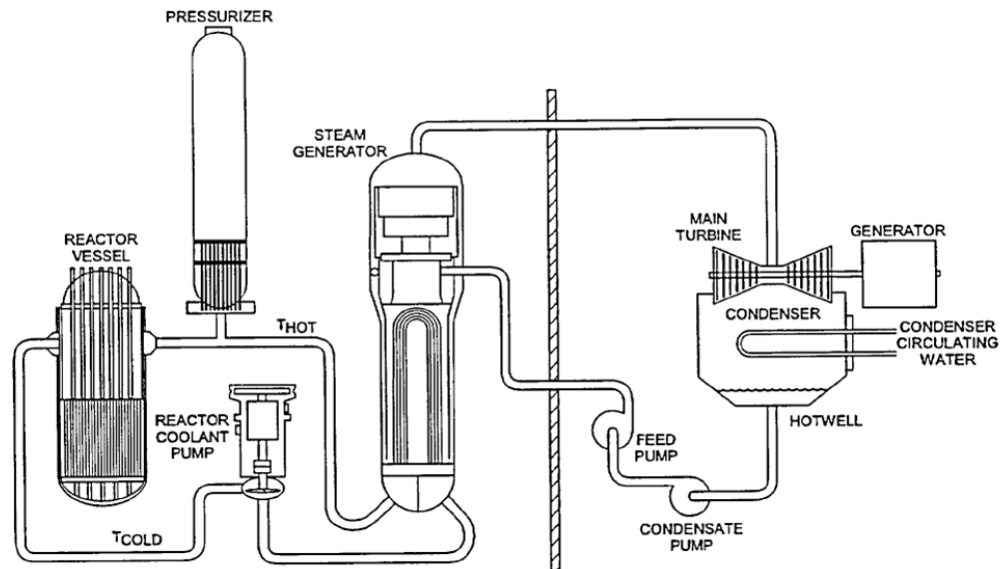 PRESSURIZER
STEAM
GENERATOR
REACTOR
VESSEL
MAIN
TURBINE
GENERATOR
CONDENSER
CONDENSER
CIRCULATING
WATER
HOTWELL
THOT
REACTOR
COOLANT
PUMP
FEED
PUMP
CONDENSATE
PUMP
TCOLD